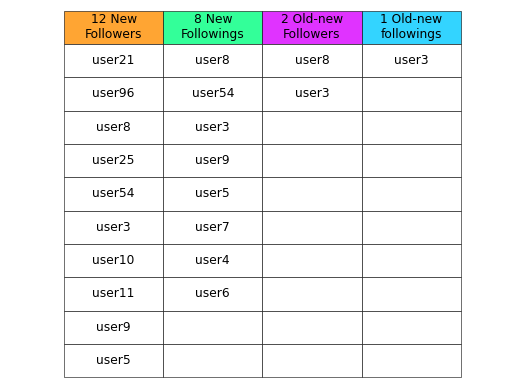 12 New
Followers
8 New
Followings
2 Old-new
Followers
1 Old-new
followings
user21 user8 user8 user3
user96 user54 user3
user8 user3
user25 user9
user54 user5
user3 user7
user10 user4
user11 user6
user9
user5